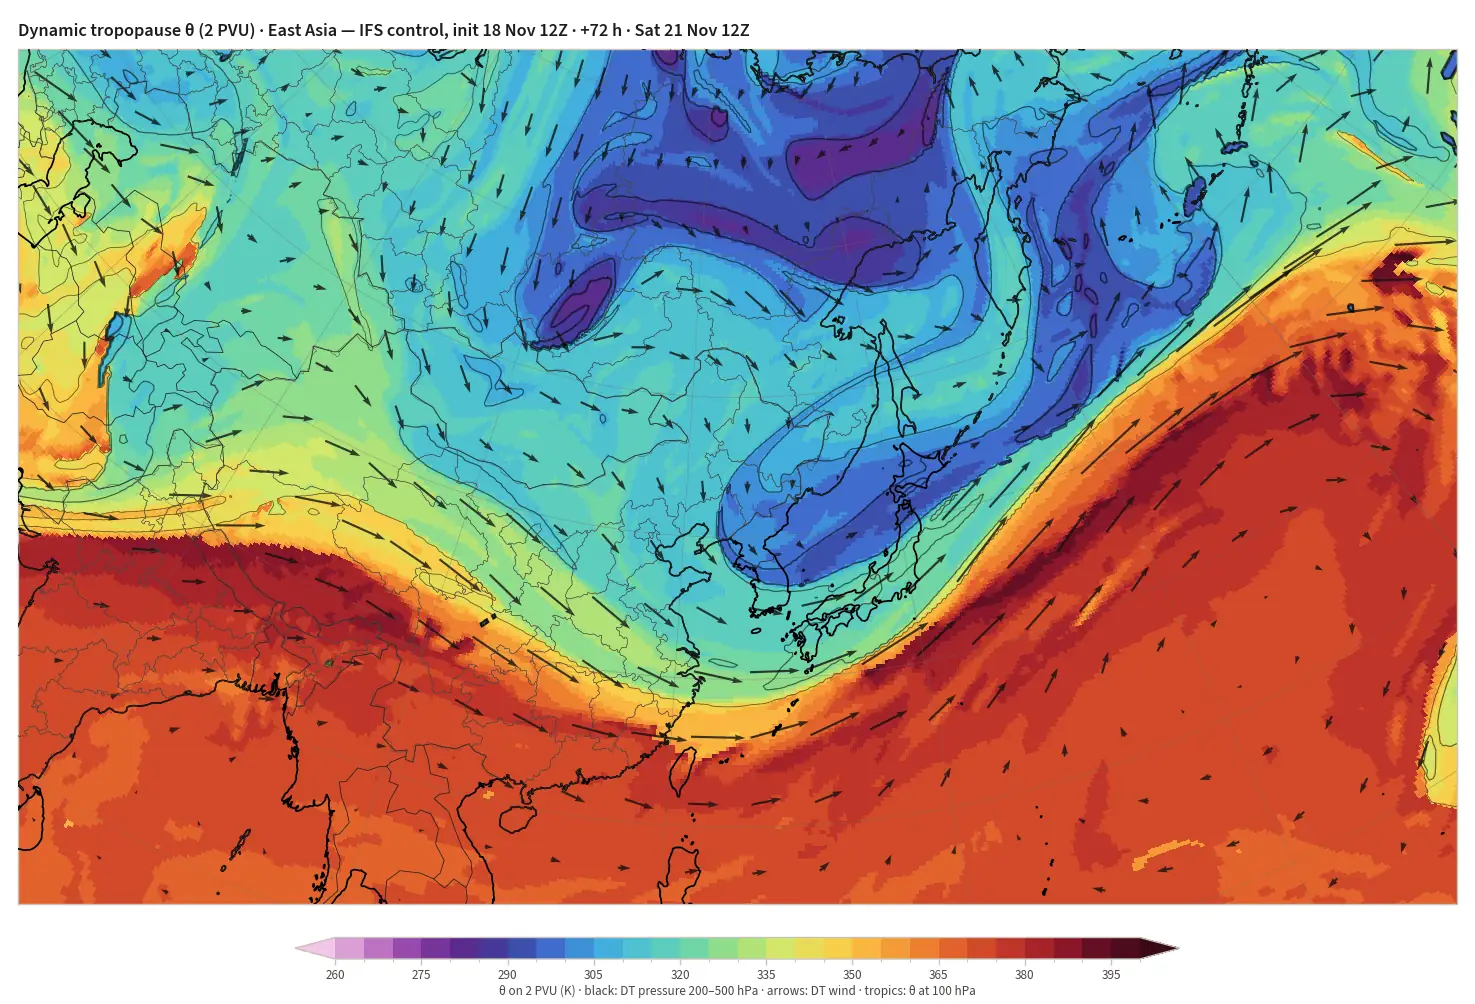 Dynamic tropopause θ (2 PVU) · East Asia — IFS control, init 18 Nov 12Z · +72 h · Sat 21 Nov 12Z
260 275 290 305 320 335 350 365 380 395
θ on 2 PVU (K) · black: DT pressure 200–500 hPa · arrows: DT wind · tropics: θ at 100 hPa